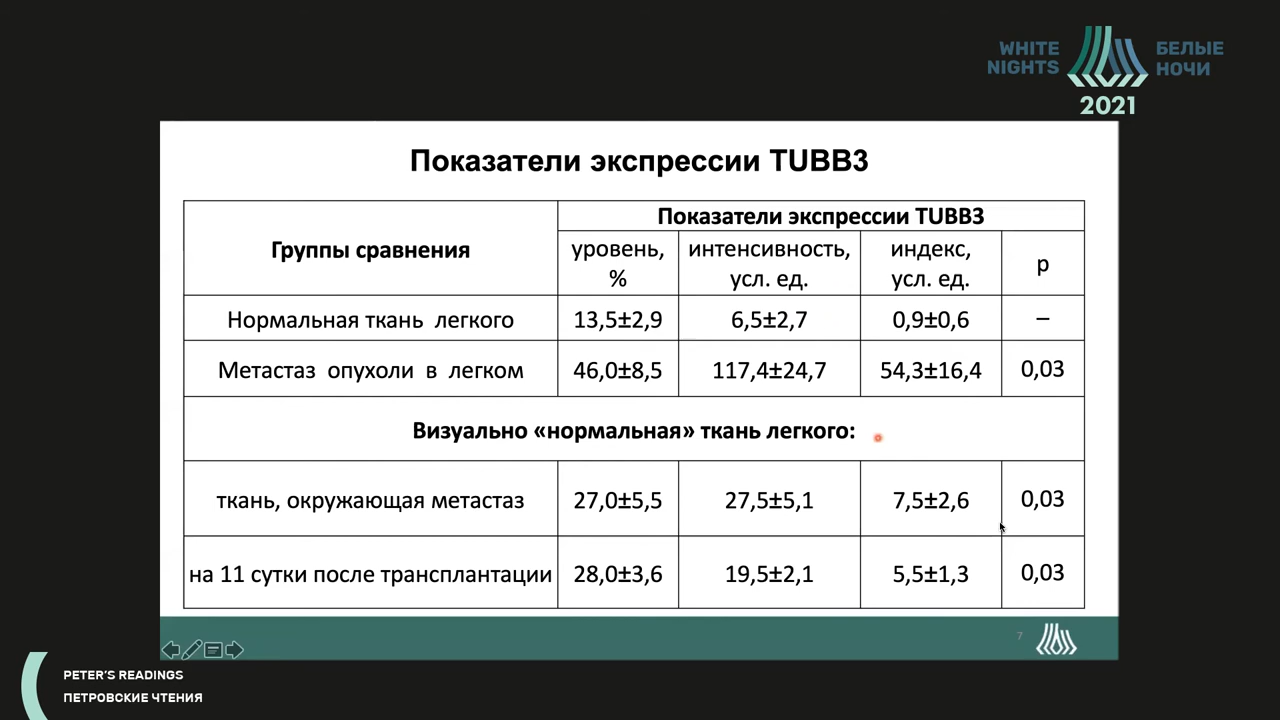 WHITE NIGHTS
БЕЛЫЕ НОЧИ
2021
Показатели экспрессии TUBB3
Группы сравнения
Показатели экспрессии TUBB3
уровень, %
интенсивность, усл. ед.
индекс, усл. ед.
р
Нормальная ткань легкого 13,5±2,9 6,5±2,7 0,9±0,6 –
Метастаз опухоли в легком 46,0±8,5 117,4±24,7 54,3±16,4 0,03
Визуально «нормальная» ткань легкого:
ткань, окружающая метастаз 27,0±5,5 27,5±5,1 7,5±2,6 0,03
на 11 сутки после трансплантации 28,0±3,6 19,5±2,1 5,5±1,3 0,03
7
PETER'S READINGS
ПЕТРОВСКИЕ ЧТЕНИЯ